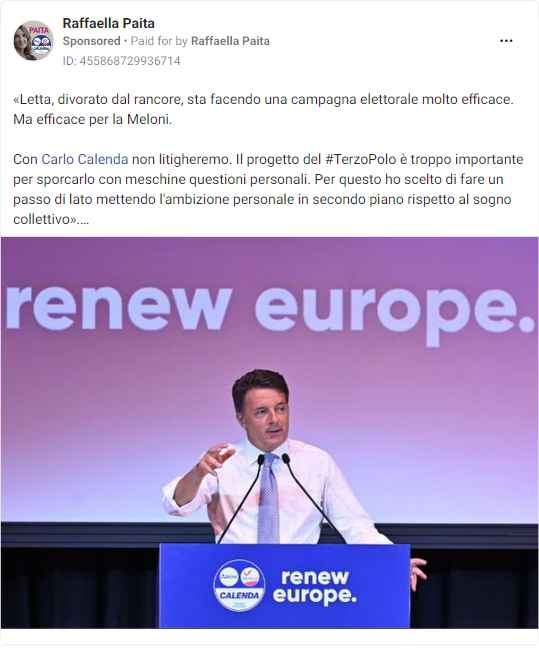 Raffaella Paita
Sponsored • Paid for by Raffaella Paita
ID: 455868729936714
«Letta, divorato dal rancore, sta facendo una campagna elettorale molto efficace.
Ma efficace per la Meloni.
Con Carlo Calenda non litigheremo. Il progetto del #TerzoPolo è troppo importante
per sporcarlo con meschine questioni personali. Per questo ho scelto di fare un
passo di lato mettendo l'ambizione personale in secondo piano rispetto al sogno
collettivo»....
PAITA
CALENDA
renew europe.
CALENDA
renew
europe.